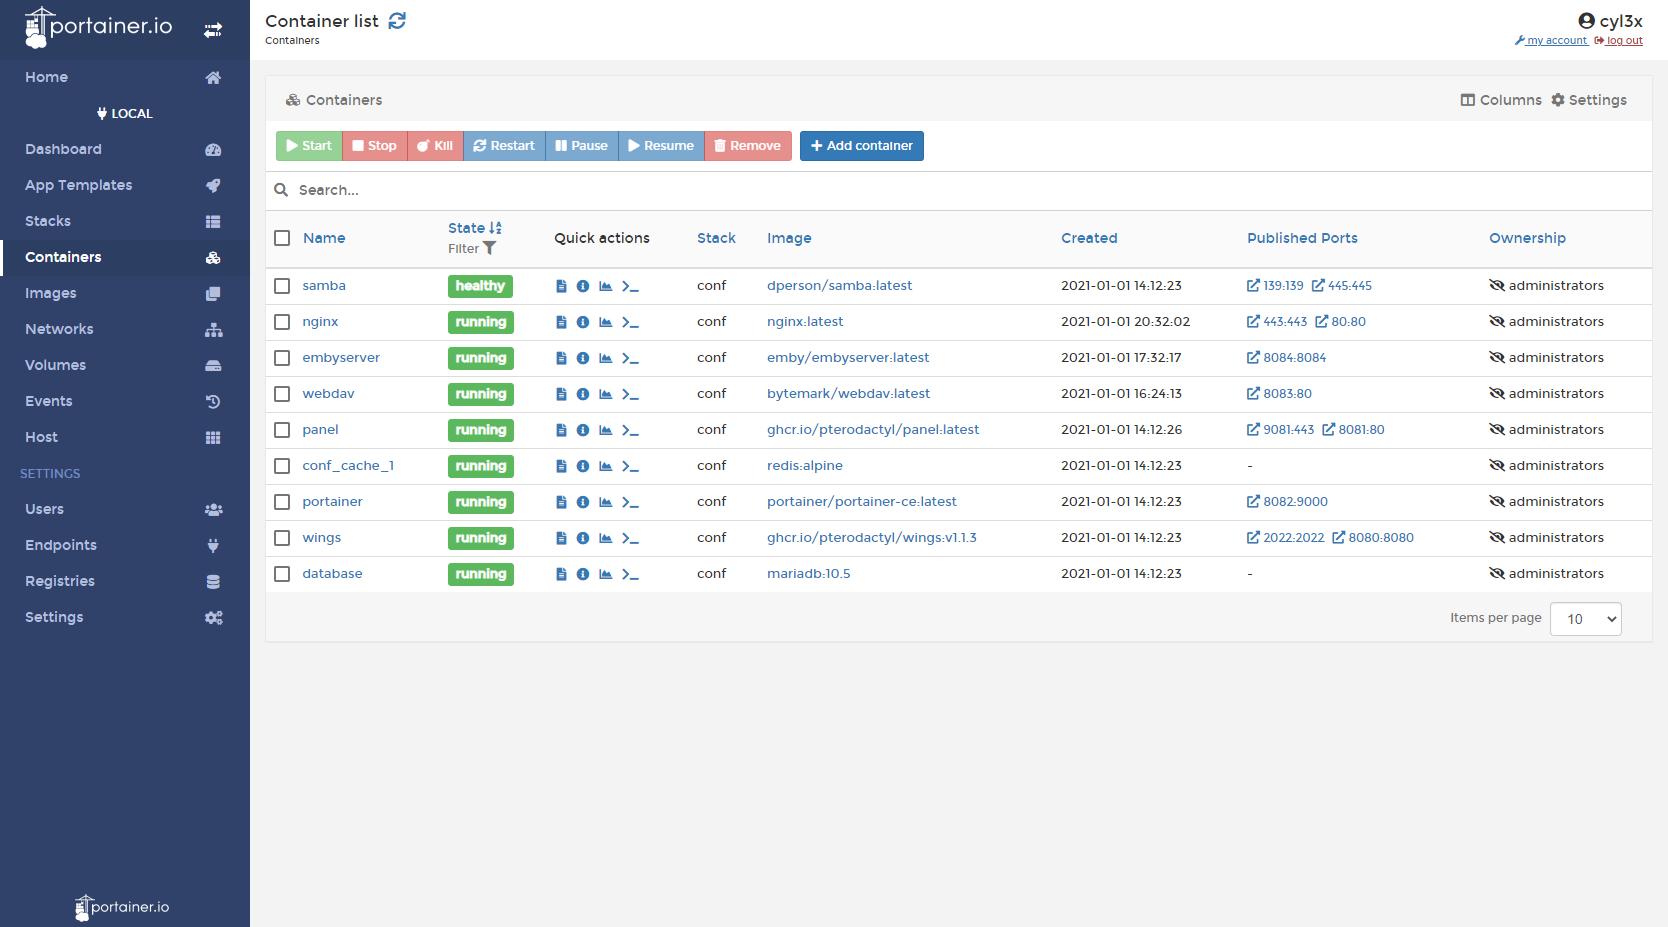 portainer.io
Home
LOCAL
Dashboard
App Templates
Stacks
Containers
Images
Networks
Volumes
Events
Host
SETTINGS
Users
Endpoints
Registries
Settings
portainer.io
Container list
Containers
cyl3x
my account log out
Containers
Columns Settings
Start Stop Kill Restart Pause Resume Remove Add container
Search...
Name State Filter Quick actions Stack Image Created Published Ports Ownership
samba healthy conf dperson/samba:latest 2021-01-01 14:12:23 139:139 445:445 administrators
nginx running conf nginx:latest 2021-01-01 20:32:02 443:443 80:80 administrators
embyserver running conf emby/embyserver:latest 2021-01-01 17:32:17 8084:8084 administrators
webdav running conf bytemark/webdav:latest 2021-01-01 16:24:13 8083:80 administrators
panel running conf ghcr.io/pterodactyl/panel:latest 2021-01-01 14:12:26 9081:443 8081:80 administrators
conf_cache_1 running conf redis:alpine 2021-01-01 14:12:23 - administrators
portainer running conf portainer/portainer-ce:latest 2021-01-01 14:12:23 8082:9000 administrators
wings running conf ghcr.io/pterodactyl/wings:v1.1.3 2021-01-01 14:12:23 2022:2022 8080:8080 administrators
database running conf mariadb:10.5 2021-01-01 14:12:23 - administrators
Items per page 10